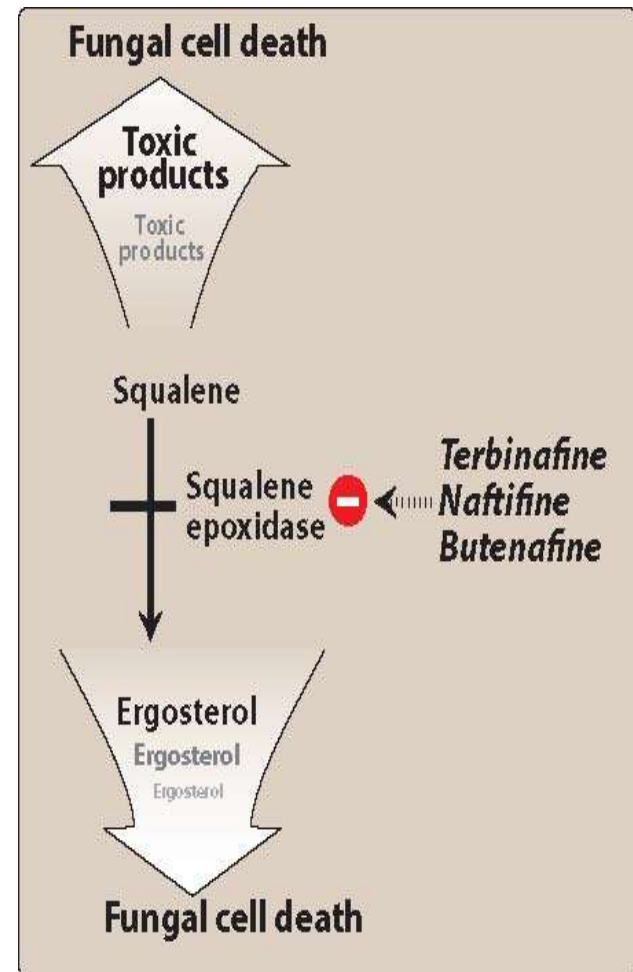 Fungal cell death
Toxic
products
Toxic
products
Squalene
Squalene
epoxidase
Terbinafine
Naftifine
Butenafine
Ergosterol
Ergosterol
Ergosterol
Fungal cell death